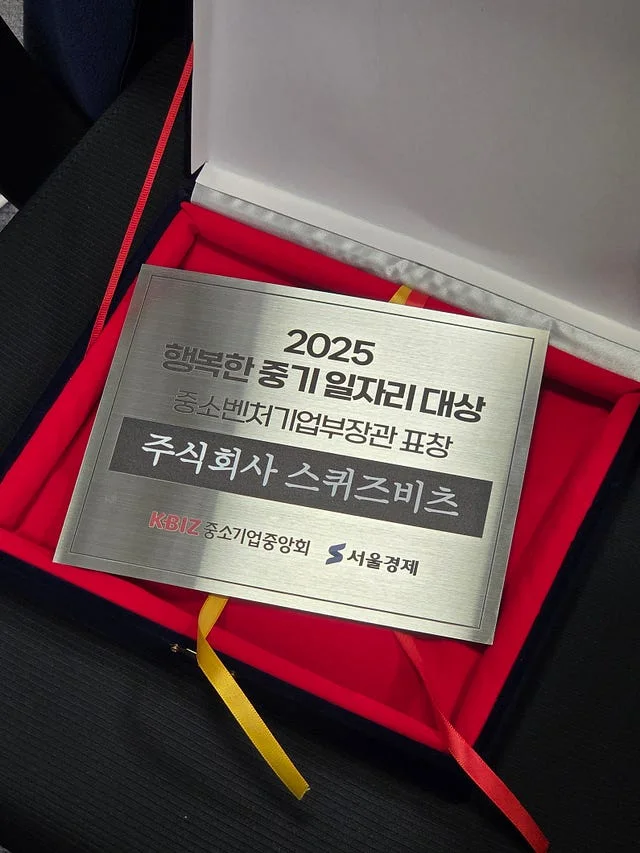 2025
행복한 중기 일자리 대상
중소벤처기업부장관 표창
주식회사 스퀴즈비츠
K-BIZ 중소기업중앙회 서울경제